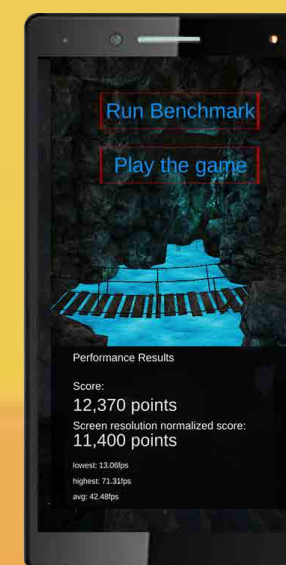 Run Benchmark
Play the game
Performance Results
Score:
12,370 points
Screen resolution normalized score:
11,400 points
lowest: 13.06fps
highest: 71.31fps
avg: 42.48fps